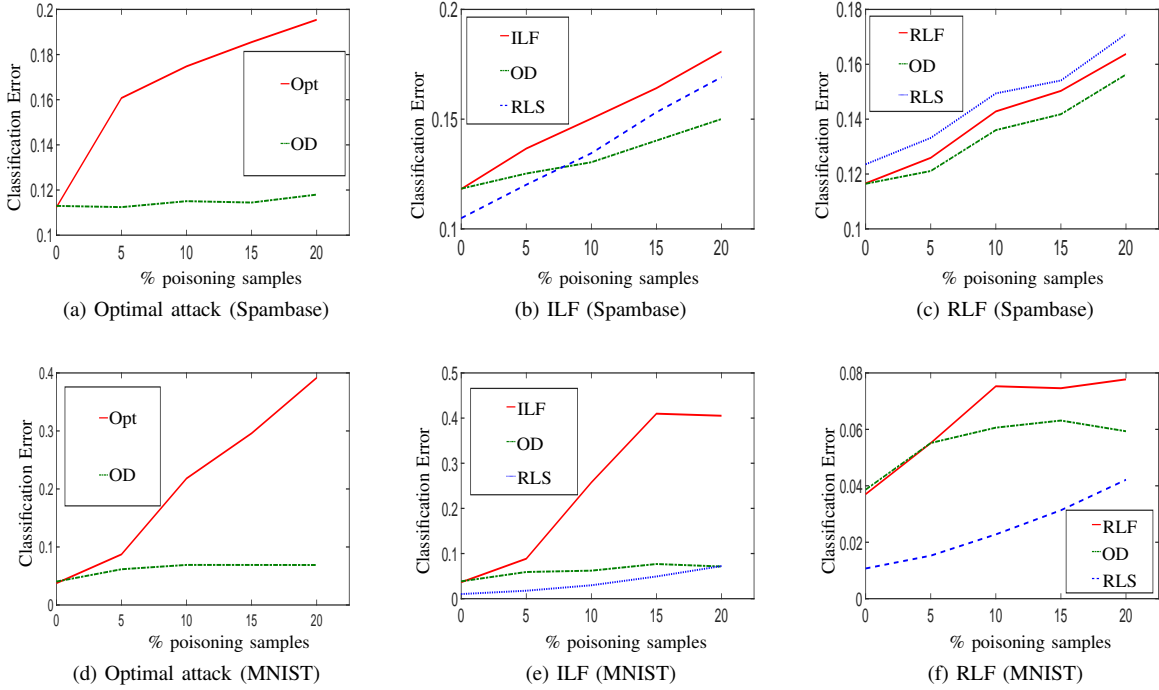 0.2
0.18
0.16
0.14
0.12
0.1
Classification Error
Opt
OD
0 5 10 15 20
% poisoning samples
(a) Optimal attack (Spambase)
0.2
0.15
0.1
Classification Error
ILF
OD
RLS
0 5 10 15 20
% poisoning samples
(b) ILF (Spambase)
0.18
0.16
0.14
0.12
0.1
Classification Error
RLF
OD
RLS
0 5 10 15 20
% poisoning samples
(c) RLF (Spambase)
0.4
0.3
0.2
0.1
0
Classification Error
Opt
OD
0 5 10 15 20
% poisoning samples
(d) Optimal attack (MNIST)
0.5
0.4
0.3
0.2
0.1
0
Classification Error
ILF
OD
RLS
0 5 10 15 20
% poisoning samples
(e) ILF (MNIST)
0.08
0.06
0.04
0.02
0
Classification Error
RLF
OD
RLS
0 5 10 15 20
% poisoning samples
(f) RLF (MNIST)